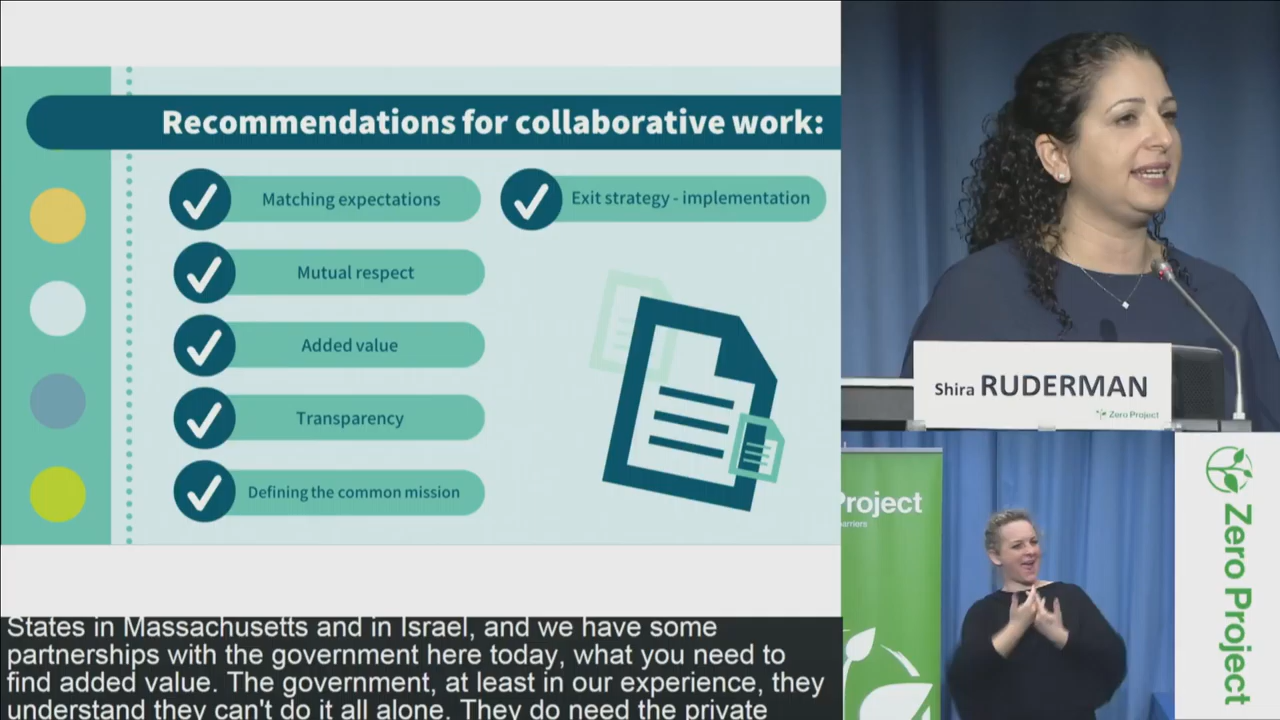 Recommendations for collaborative work:
Matching expectations
Exit strategy - implementation
Mutual respect
Added value
Transparency
Defining the common mission
Shira RUDERMAN
Zero Project
Project
arriers
Zero Project
States in Massachusetts and in Israel, and we have some
partnerships with the government here today, what you need to
find added value. The government, at least in our experience, they
understand they can't do it all alone. They do need the private